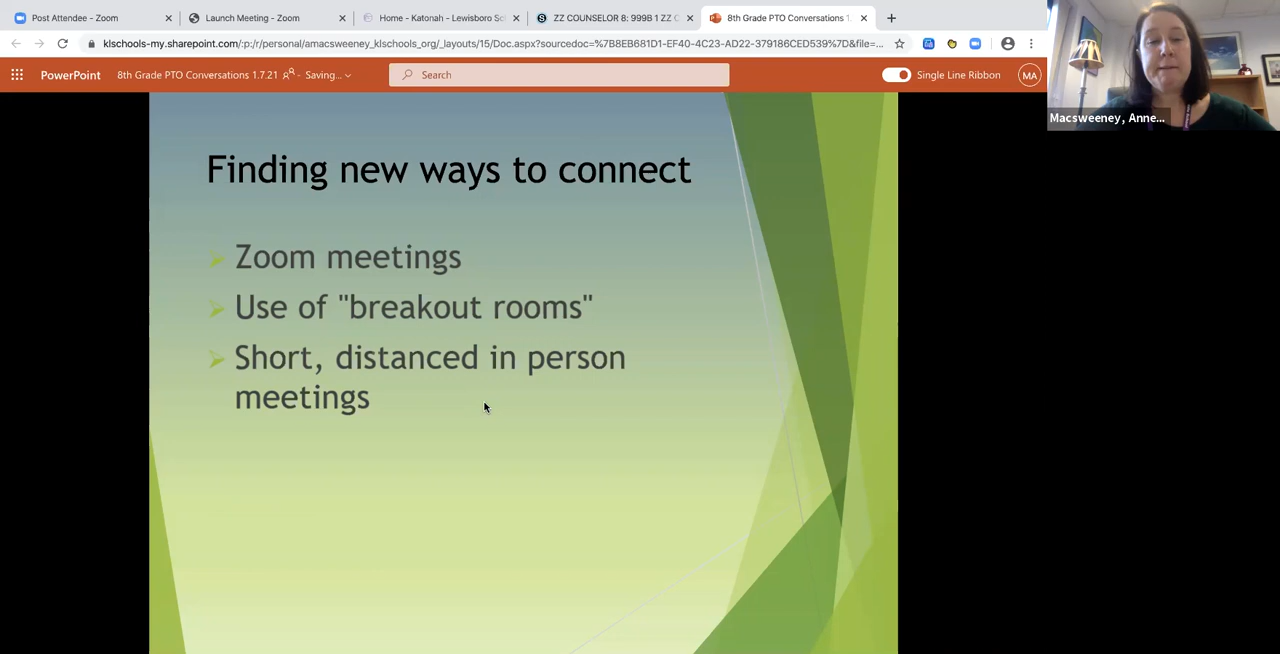 Post Attendee - Zoom
Launch Meeting - Zoom
Home - Katonah - Lewisboro Sc
ZZ COUNSELOR 8: 999B 1 ZZ C
8th Grade PTO Conversations 1.
klschools-my.sharepoint.com/:p:/r/personal/amacsweeney_klschools_org/_layouts/15/Doc.aspx?sourcedoc=%7B8EB681D1-EF40-4C23-AD22-379186CED539%7D&file=...
PowerPoint
8th Grade PTO Conversations 1.7.21 - Saving...
Search
Single Line Ribbon
MA
Macsweeney, Anne...
Finding new ways to connect
Zoom meetings
Use of "breakout rooms"
Short, distanced in person
meetings